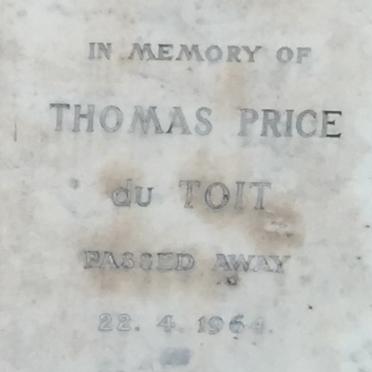 IN MEMORY OF
THOMAS PRICE
du TOIT
PASSED AWAY
22. 4. 1964.